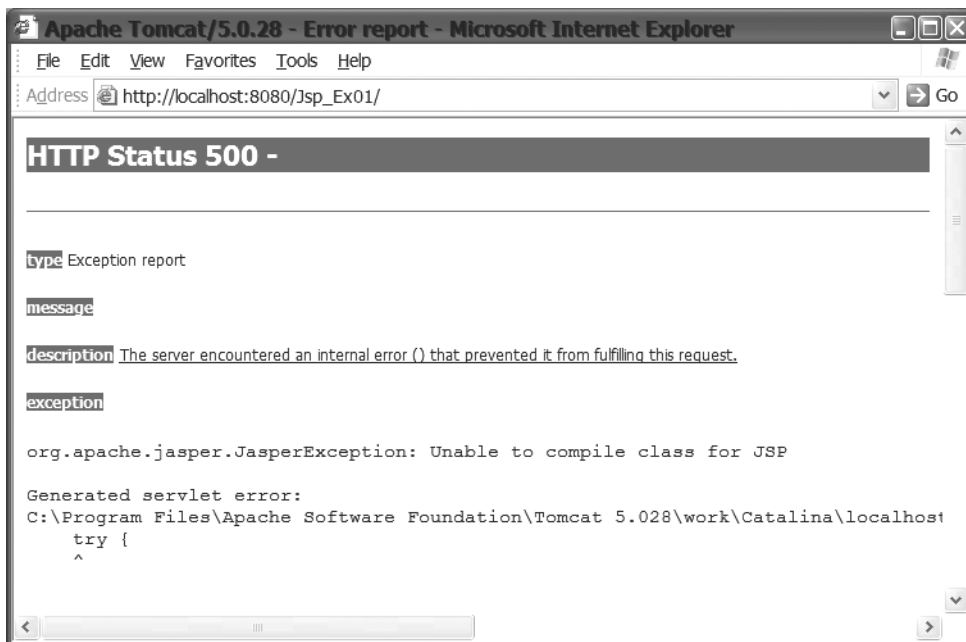 Apache Tomcat/5.0.28 - Error report - Microsoft Internet Explorer
File Edit View Favorites Tools Help
Address http://localhost:8080/Jsp_Ex01/ Go
HTTP Status 500 -
type Exception report
message
description The server encountered an internal error () that prevented it from fulfilling this request.
exception
org.apache.jasper.JasperException: Unable to compile class for JSP
Generated servlet error:
C:\Program Files\Apache Software Foundation\Tomcat 5.028\work\Catalina\localhost
try {
^